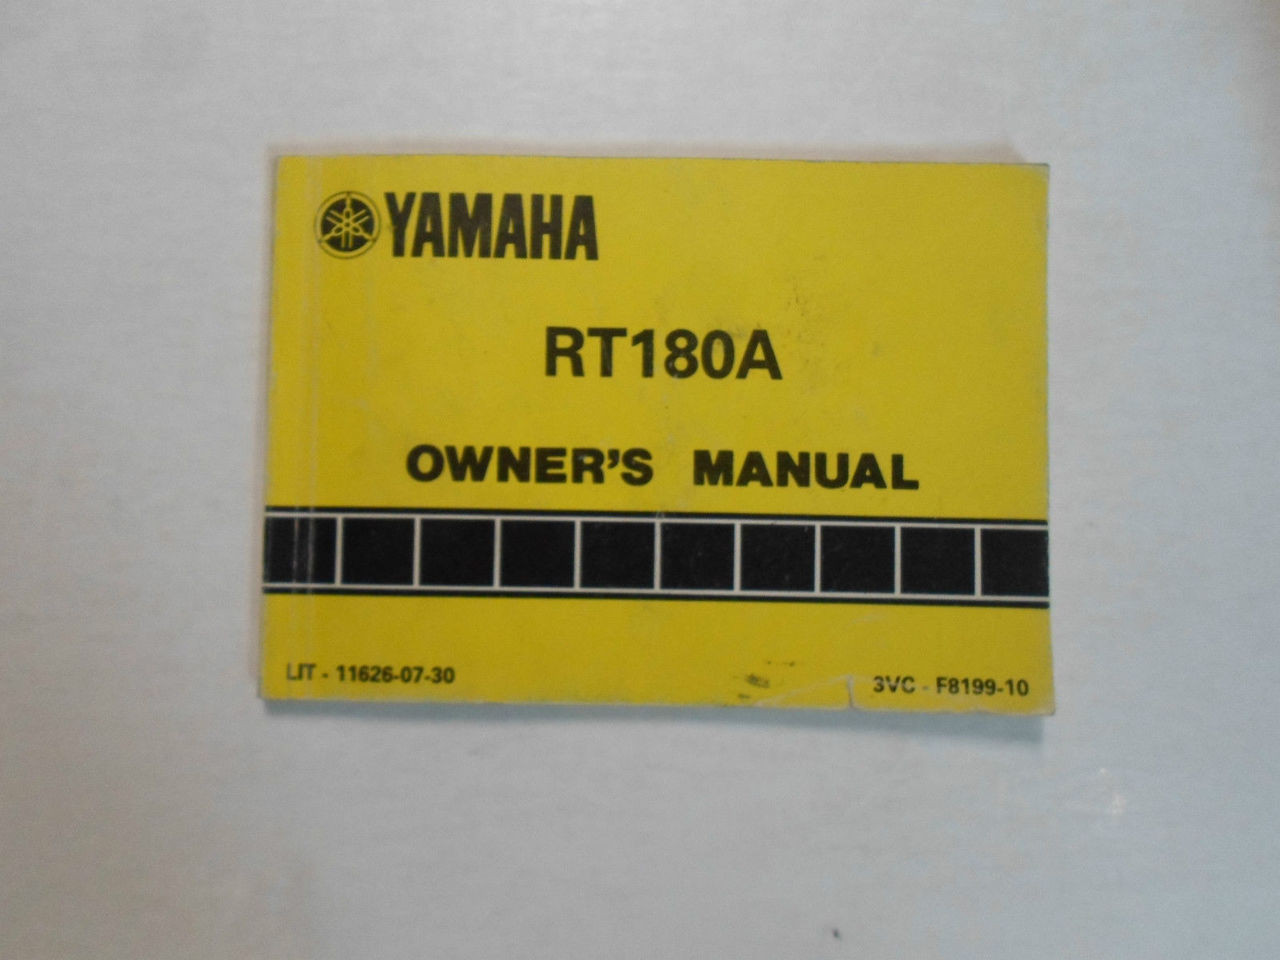 YAMAHA
RT180A
OWNER'S MANUAL
LIT - 11626-07-30
3VC - F8199-10